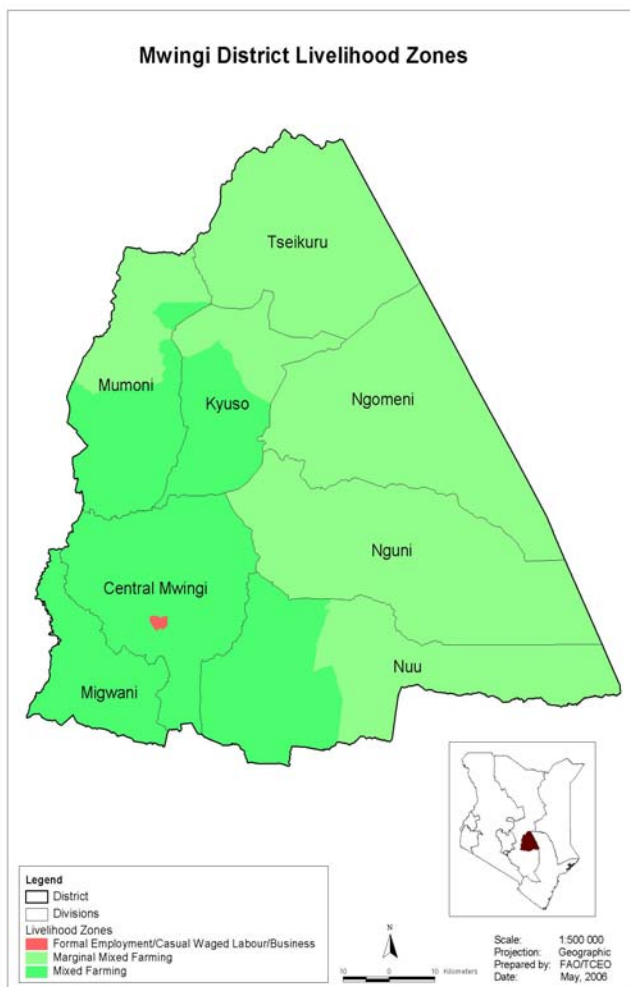 Mwingi District Livelihood Zones
Tseikuru
Mumoni
Kyuso
Ngomeni
Nguni
Central Mwingi
Nuu
Migwani
Legend
District
Divisions
Livelihood Zones
Formal Employment/Casual Waged Labour/Business
Marginal Mixed Farming
Mixed Farming
N
10 0 10 Kilometers
Scale: 1:500 000
Projection: Geographic
Prepared by: FAO/TCEO
Date: May, 2006